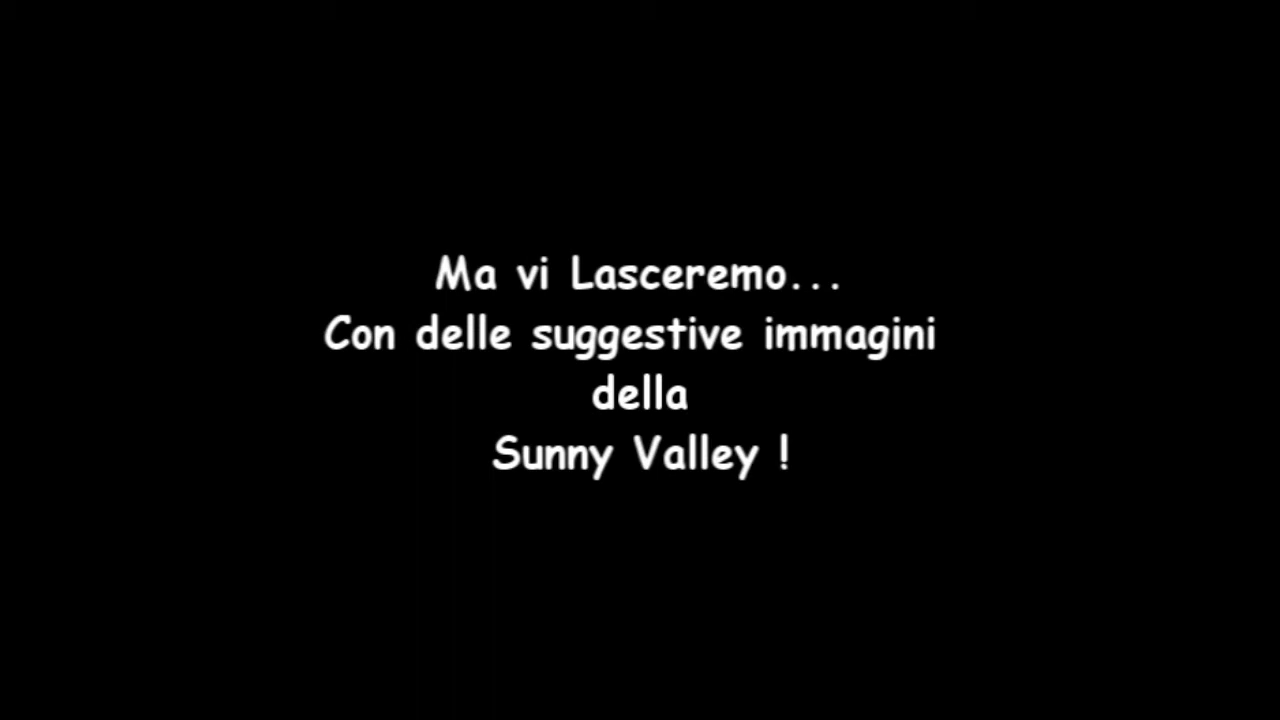 Ma vi Lasceremo...
Con delle suggestive immagini
della
Sunny Valley !